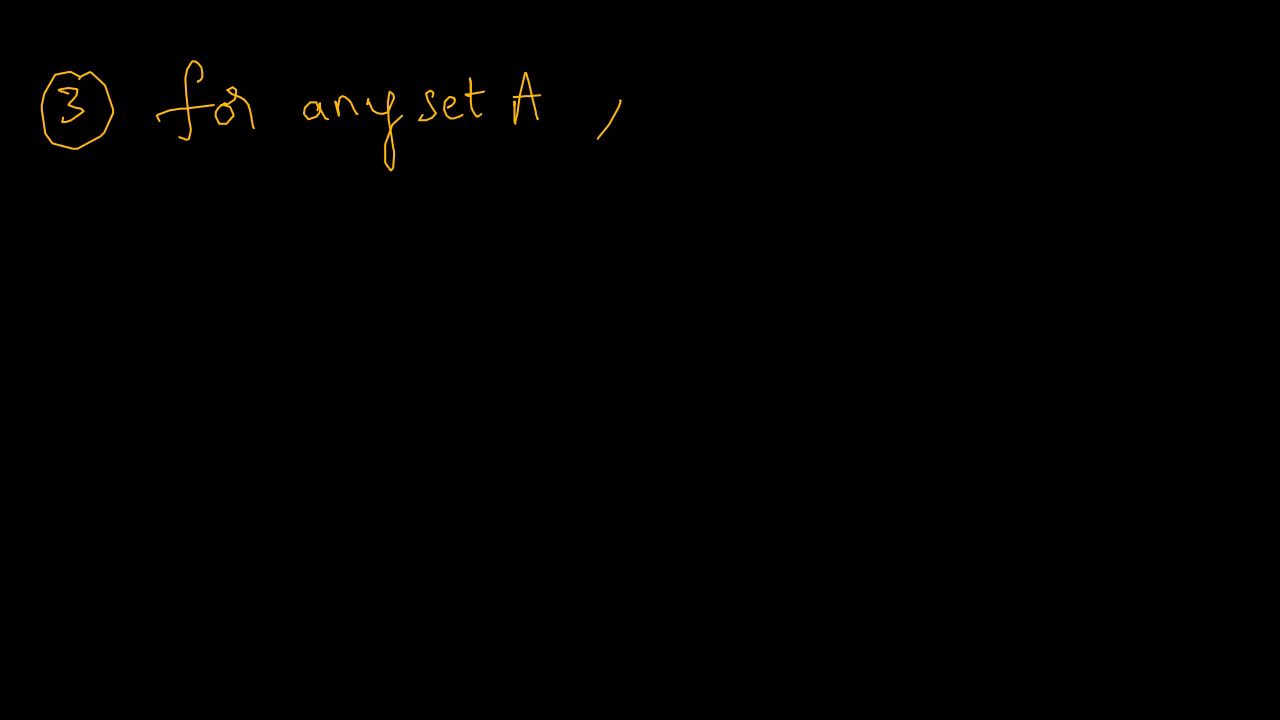 ③ for any set A ,